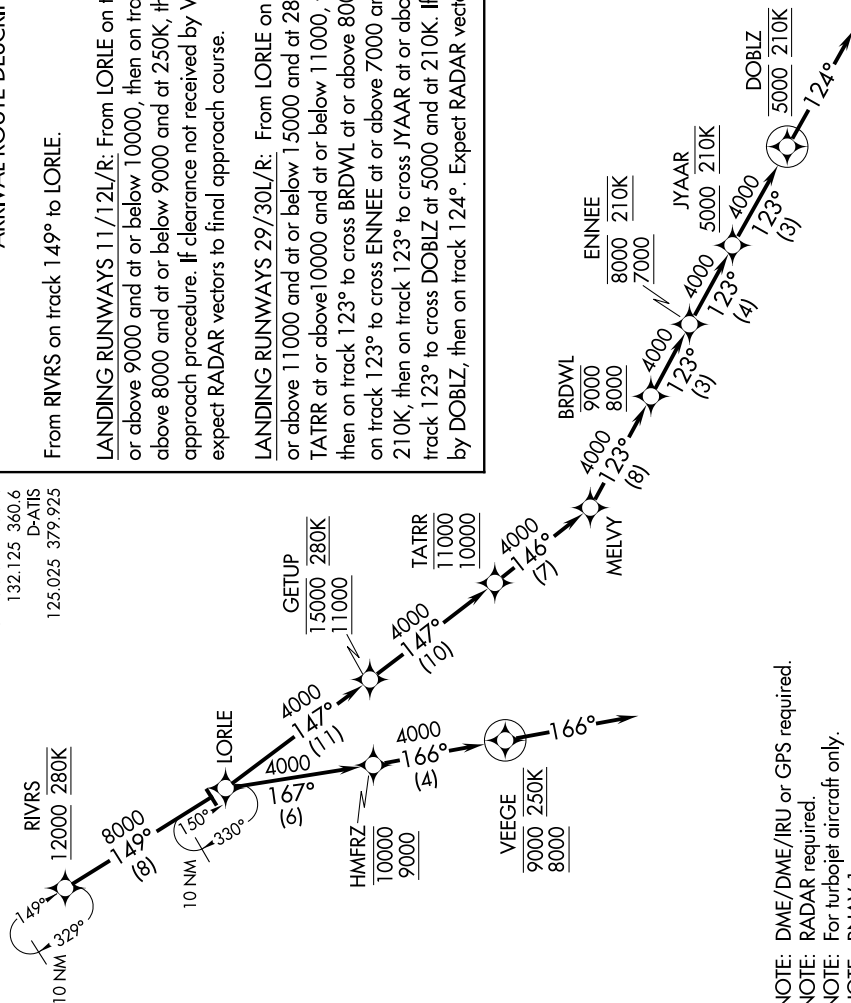 ARRIVAL ROUTE
From RIVRS on track 149° to LORLE.
LANDING RUNWAYS 11/12L/R: From LORLE on
or above 9000 and at or below 10000, then on
above 8000 and at or below 9000 and at 250K,
approach procedure. If clearance not received by
expect RADAR vectors to final approach course.
LANDING RUNWAYS 29/30L/R: From LORLE on
or above 11000 and at or below 15000 and at
TATRR at or above10000 and at or below 11000,
then on track 123° to cross BRDWL at or above
on track 123° to cross ENNEE at or above 7000
210K, then on track 123° to cross JYAAR at or
track 123° to cross DOBLZ at 5000 and at 210K.
by DOBLZ, then on track 124°. Expect RADAR
132.125 360.6
D-ATIS
125.025 379.925
RIVRS
12000 280K
149°
329°
10 NM
8000
149°
(8)
LORLE
150°
330°
10 NM
4000
167°
(6)
HMFRZ
10000
9000
4000
166°
(4)
VEEGE
9000 250K
8000
166°
4000
147°
(11)
GETUP
15000 280K
11000
4000
147°
(10)
TATRR
11000
10000
4000
146°
(7)
MELVY
4000
123°
(8)
BRDWL
9000
8000
4000
123°
(3)
ENNEE
8000 210K
7000
4000
123°
(4)
JYAAR
5000 210K
4000
123°
(3)
DOBLZ
5000 210K
124°
NOTE: DME/DME/IRU or GPS required.
NOTE: RADAR required.
NOTE: For turbojet aircraft only.
NOTE: RNAV 1